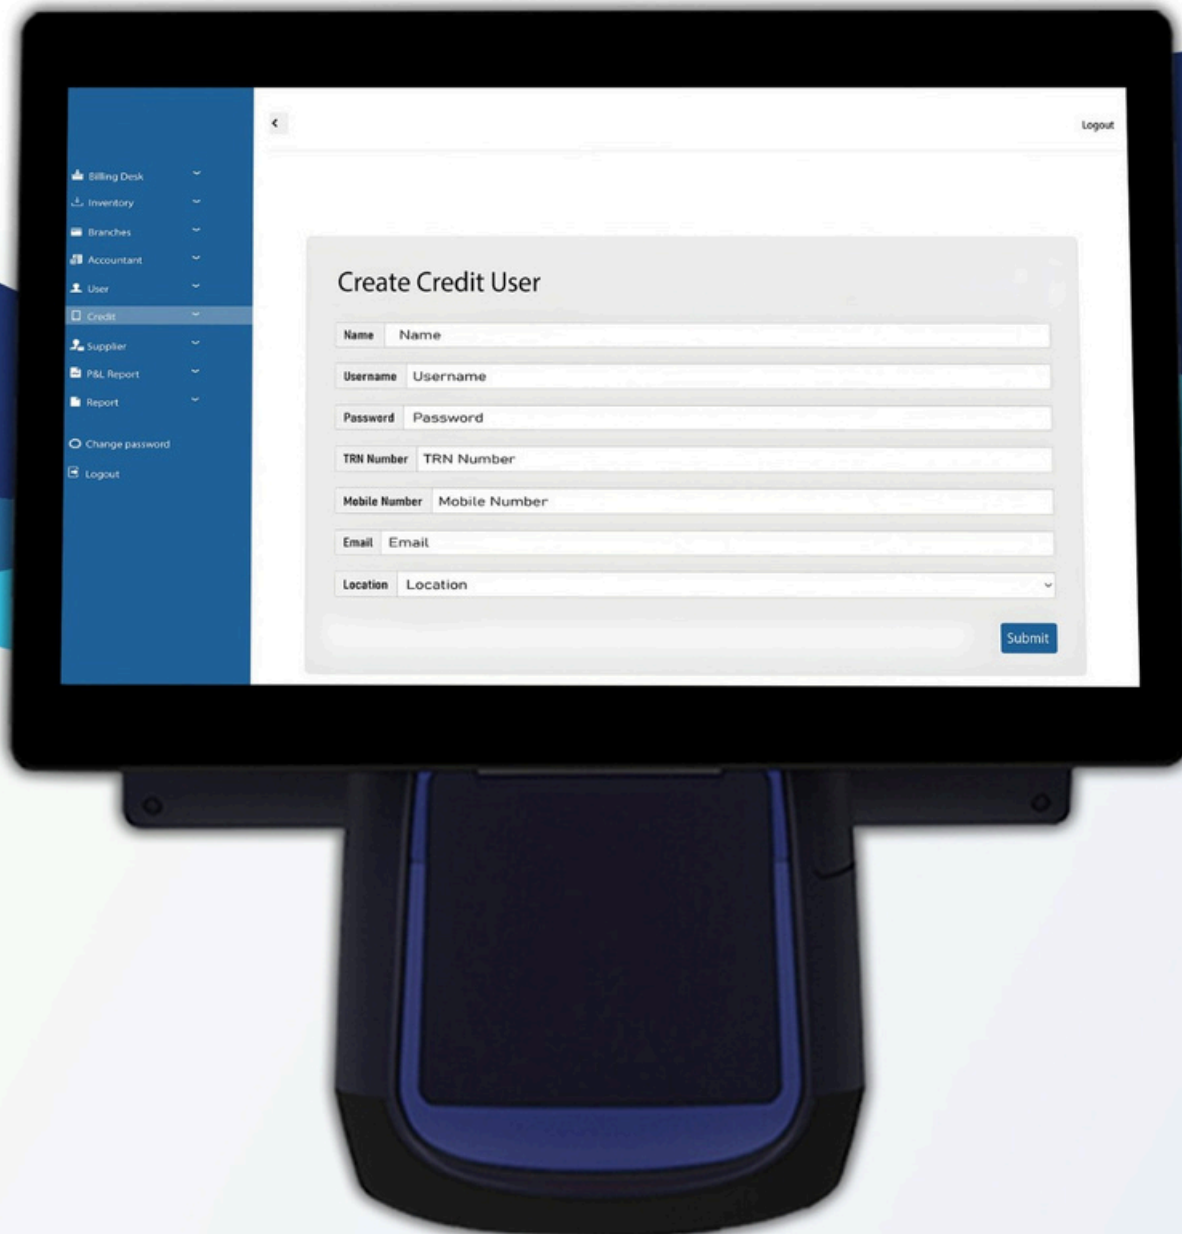 Logout
Billing Desk
Inventory
Branches
Accountant
User
Credit
Supplier
P&L Report
Report
Change password
Logout
Create Credit User
Name Name
Username Username
Password Password
TRN Number TRN Number
Mobile Number Mobile Number
Email Email
Location Location
Submit